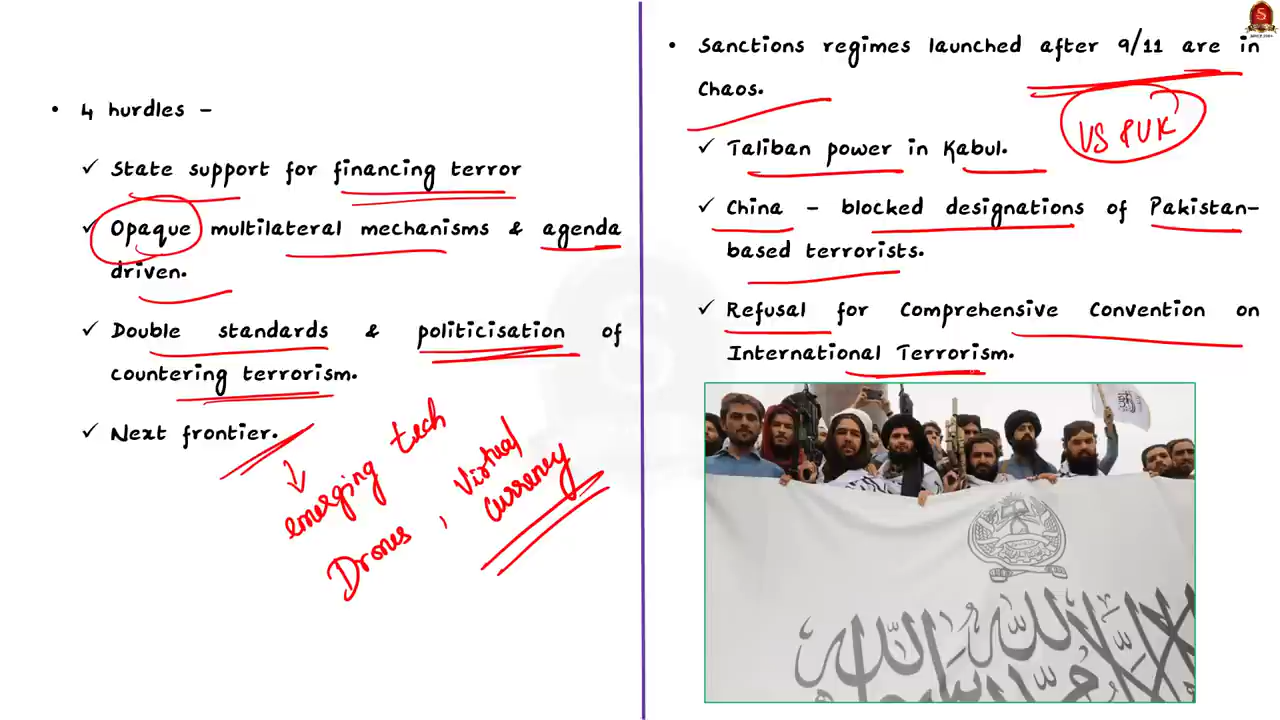 • 4 hurdles –
✓ State support for financing terror
✓ Opaque multilateral mechanisms & agenda
driven.
✓ Double standards & politicisation of
countering terrorism.
✓ Next frontier.
emerging tech
Drones, Virtual
currency
• Sanctions regimes launched after 9/11 are in
Chaos.
US & UK
✓ Taliban power in Kabul.
✓ China – blocked designations of Pakistan-
based terrorists.
✓ Refusal for Comprehensive Convention on
International Terrorism.
S